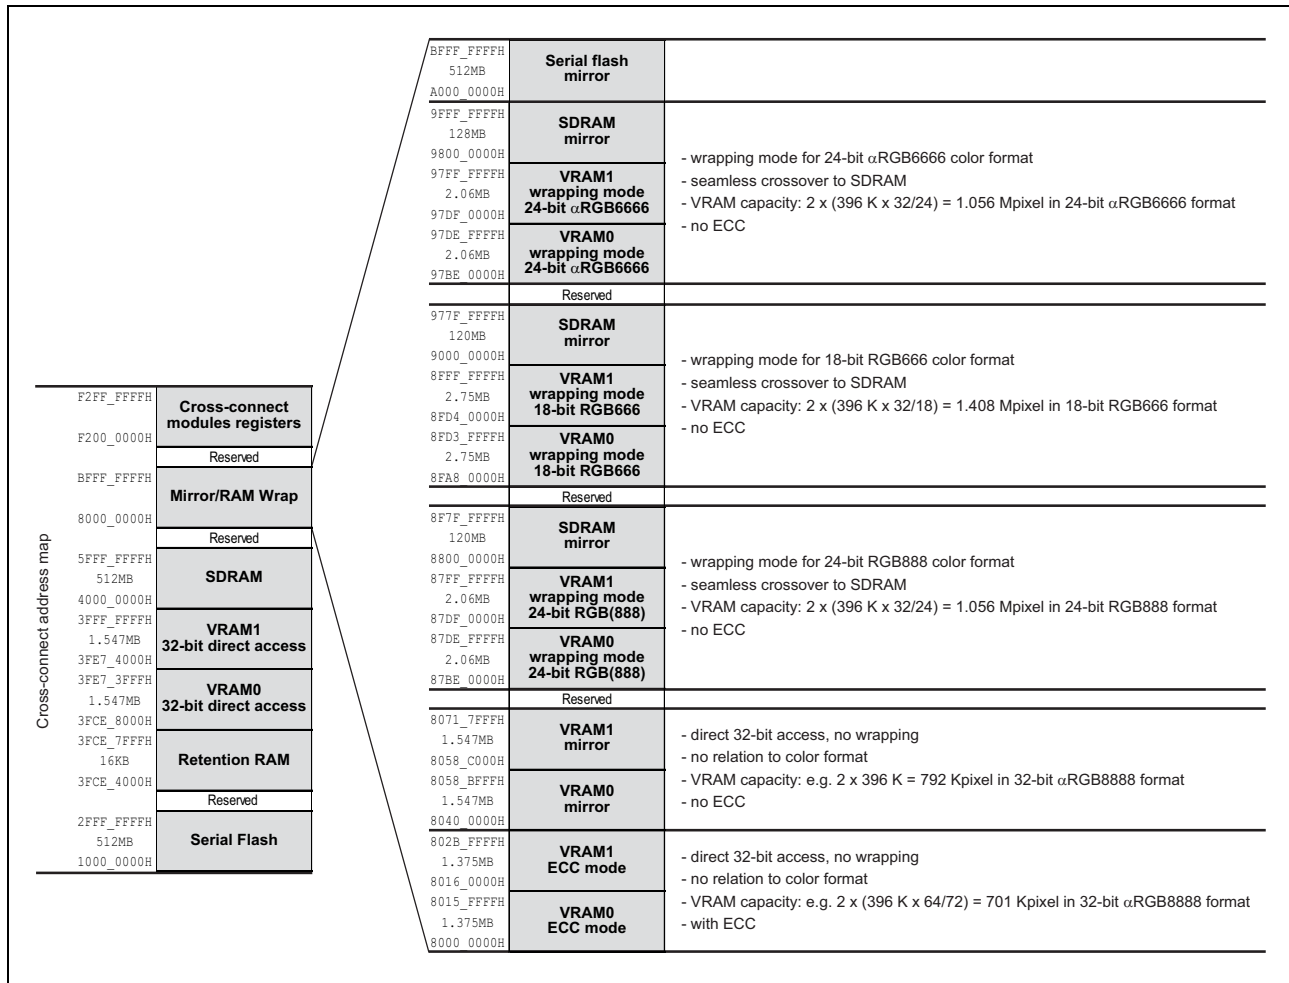 Cross-connect address map
F2FF_FFFFH
Cross-connect
modules registers
F200_0000H
Reserved
BFFF_FFFFH
Mirror/RAM Wrap
8000_0000H
Reserved
5FFF_FFFFH
512MB
SDRAM
4000_0000H
3FFF_FFFFH
1.547MB
VRAM1
32-bit direct access
3FE7_4000H
3FE7_3FFFH
1.547MB
VRAM0
32-bit direct access
3FCE_8000H
3FCE_7FFFH
16KB
Retention RAM
3FCE_4000H
Reserved
2FFF_FFFFH
512MB
Serial Flash
1000_0000H
BFFF_FFFFH
512MB
Serial flash
mirror
A000_0000H
9FFF_FFFFH
128MB
SDRAM
mirror
9800_0000H
97FF_FFFFH
2.06MB
VRAM1
wrapping mode
24-bit αRGB6666
97DF_0000H
97DE_FFFFH
2.06MB
VRAM0
wrapping mode
24-bit αRGB6666
97BE_0000H
- wrapping mode for 24-bit αRGB6666 color format
- seamless crossover to SDRAM
- VRAM capacity: 2 x (396 K x 32/24) = 1.056 Mpixel in 24-bit αRGB6666 format
- no ECC
Reserved
977F_FFFFH
120MB
SDRAM
mirror
9000_0000H
8FFF_FFFFH
2.75MB
VRAM1
wrapping mode
18-bit RGB666
8FD4_0000H
8FD3_FFFFH
2.75MB
VRAM0
wrapping mode
18-bit RGB666
8FA8_0000H
- wrapping mode for 18-bit RGB666 color format
- seamless crossover to SDRAM
- VRAM capacity: 2 x (396 K x 32/18) = 1.408 Mpixel in 18-bit RGB666 format
- no ECC
Reserved
8F7F_FFFFH
120MB
SDRAM
mirror
8800_0000H
87FF_FFFFH
2.06MB
VRAM1
wrapping mode
24-bit RGB(888)
87DF_0000H
87DE_FFFFH
2.06MB
VRAM0
wrapping mode
24-bit RGB(888)
87BE_0000H
- wrapping mode for 24-bit RGB888 color format
- seamless crossover to SDRAM
- VRAM capacity: 2 x (396 K x 32/24) = 1.056 Mpixel in 24-bit RGB888 format
- no ECC
Reserved
8071_7FFFH
1.547MB
VRAM1
mirror
8058_C000H
8058_BFFFH
1.547MB
VRAM0
mirror
8040_0000H
- direct 32-bit access, no wrapping
- no relation to color format
- VRAM capacity: e.g. 2 x 396 K = 792 Kpixel in 32-bit αRGB8888 format
- no ECC
802B_FFFFH
1.375MB
VRAM1
ECC mode
8016_0000H
8015_FFFFH
1.375MB
VRAM0
ECC mode
8000_0000H
- direct 32-bit access, no wrapping
- no relation to color format
- VRAM capacity: e.g. 2 x (396 K x 64/72) = 701 Kpixel in 32-bit αRGB8888 format
- with ECC